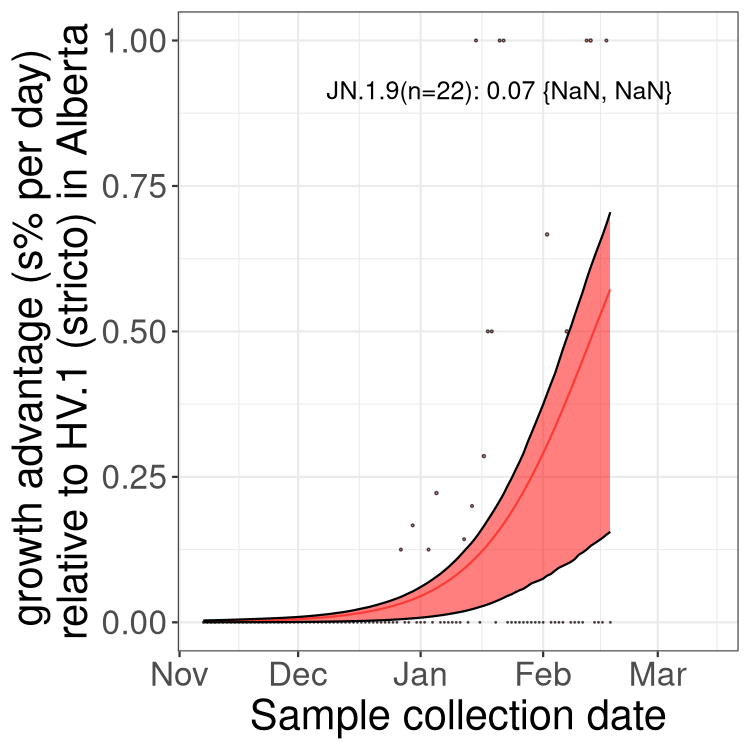 growth advantage (s% per day)
relative to HV.1 (stricto) in Alberta
1.00
0.75
0.50
0.25
0.00
JN.1.9(n=22): 0.07 {NaN, NaN}
Nov Dec Jan Feb Mar
Sample collection date